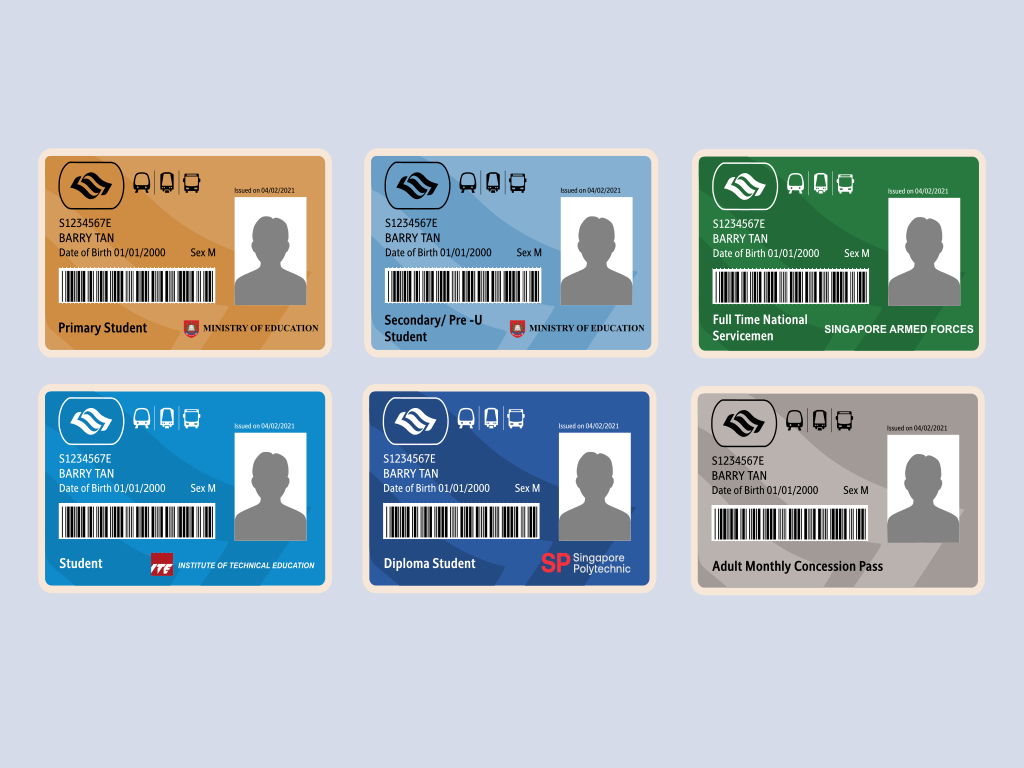 Issued on 04/02/2021
S1234567E
BARRY TAN
Date of Birth 01/01/2000 Sex M
Primary Student
MINISTRY OF EDUCATION
Issued on 04/02/2021
S1234567E
BARRY TAN
Date of Birth 01/01/2000 Sex M
Secondary/ Pre -U
Student
MINISTRY OF EDUCATION
Issued on 04/02/2021
S1234567E
BARRY TAN
Date of Birth 01/01/2000 Sex M
Full Time National
Servicemen
SINGAPORE ARMED FORCES
Issued on 04/02/2021
S1234567E
BARRY TAN
Date of Birth 01/01/2000 Sex M
Student
ITE INSTITUTE OF TECHNICAL EDUCATION
Issued on 04/02/2021
S1234567E
BARRY TAN
Date of Birth 01/01/2000 Sex M
Diploma Student
SP Singapore
Polytechnic
Issued on 04/02/2021
S1234567E
BARRY TAN
Date of Birth 01/01/2000 Sex M
Adult Monthly Concession Pass